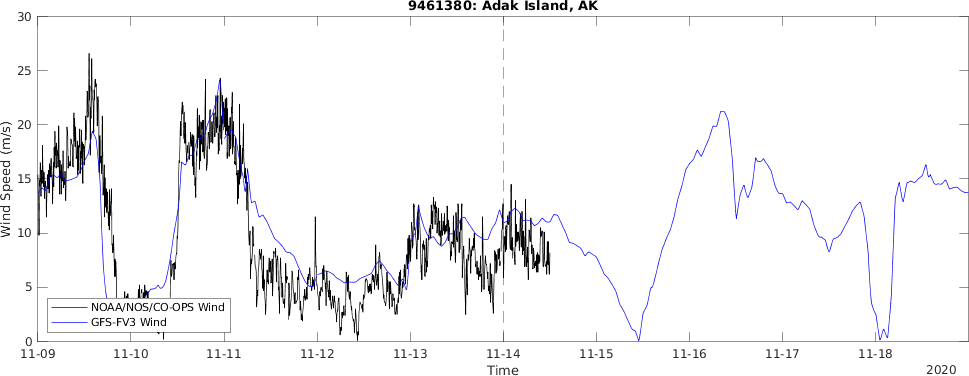 9461380: Adak Island, AK
Wind Speed (m/s)
30
25
20
15
10
5
0
NOAA/NOS/CO-OPS Wind
GFS-FV3 Wind
11-09 11-10 11-11 11-12 11-13 11-14 11-15 11-16 11-17 11-18
Time
2020